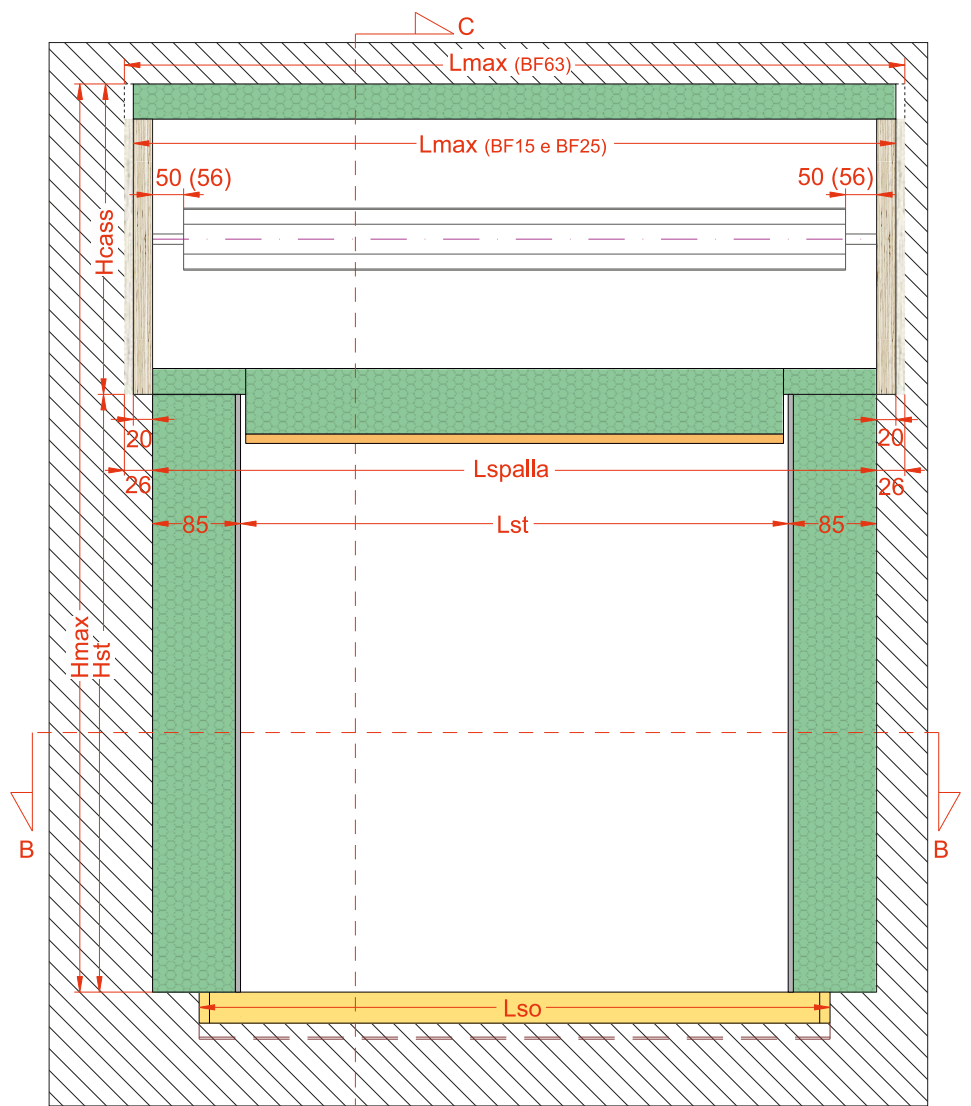 C
Lmax (BF63)
Lmax (BF15 e BF25)
50 (56)
50 (56)
Hcass
20
20
26
Lspalla
26
85
Lst
85
Hmax
Hst
B
B
Lso